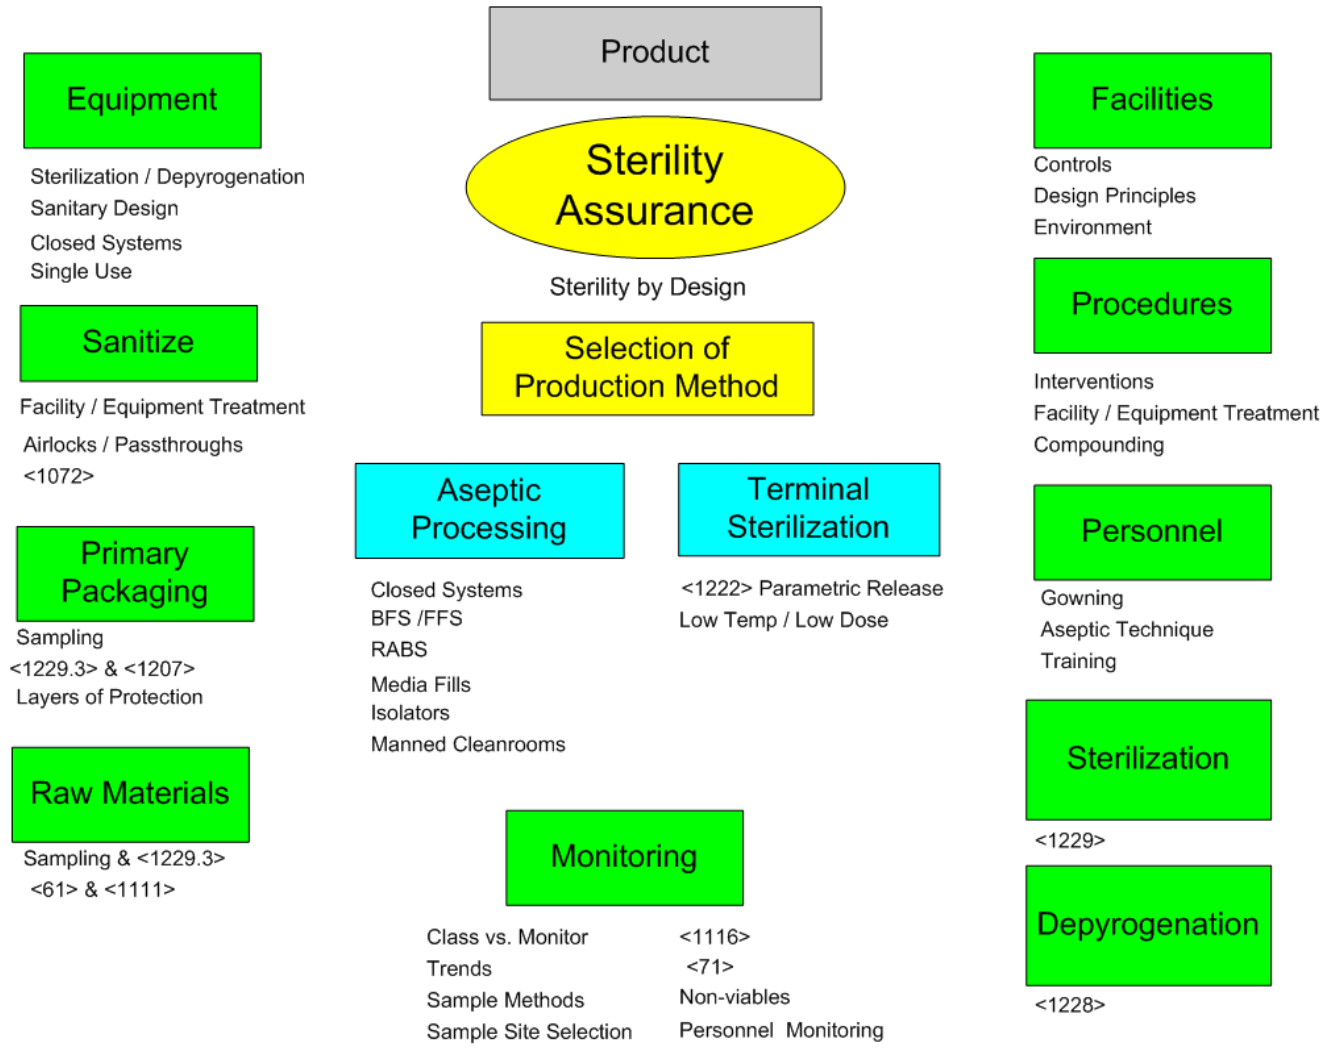 Product
Sterility
Assurance
Sterility by Design
Selection of
Production Method
Equipment
Sterilization / Depyrogenation
Sanitary Design
Closed Systems
Single Use
Sanitize
Facility / Equipment Treatment
Airlocks / Passthroughs
<1072>
Primary
Packaging
Sampling
<1229.3> & <1207>
Layers of Protection
Raw Materials
Sampling & <1229.3>
<61> & <1111>
Aseptic
Processing
Closed Systems
BFS /FFS
RABS
Media Fills
Isolators
Manned Cleanrooms
Terminal
Sterilization
<1222> Parametric Release
Low Temp / Low Dose
Monitoring
Class vs. Monitor
Trends
Sample Methods
Sample Site Selection
<1116>
<71>
Non-viables
Personnel Monitoring
Facilities
Controls
Design Principles
Environment
Procedures
Interventions
Facility / Equipment Treatment
Compounding
Personnel
Gowning
Aseptic Technique
Training
Sterilization
<1229>
Depyrogenation
<1228>